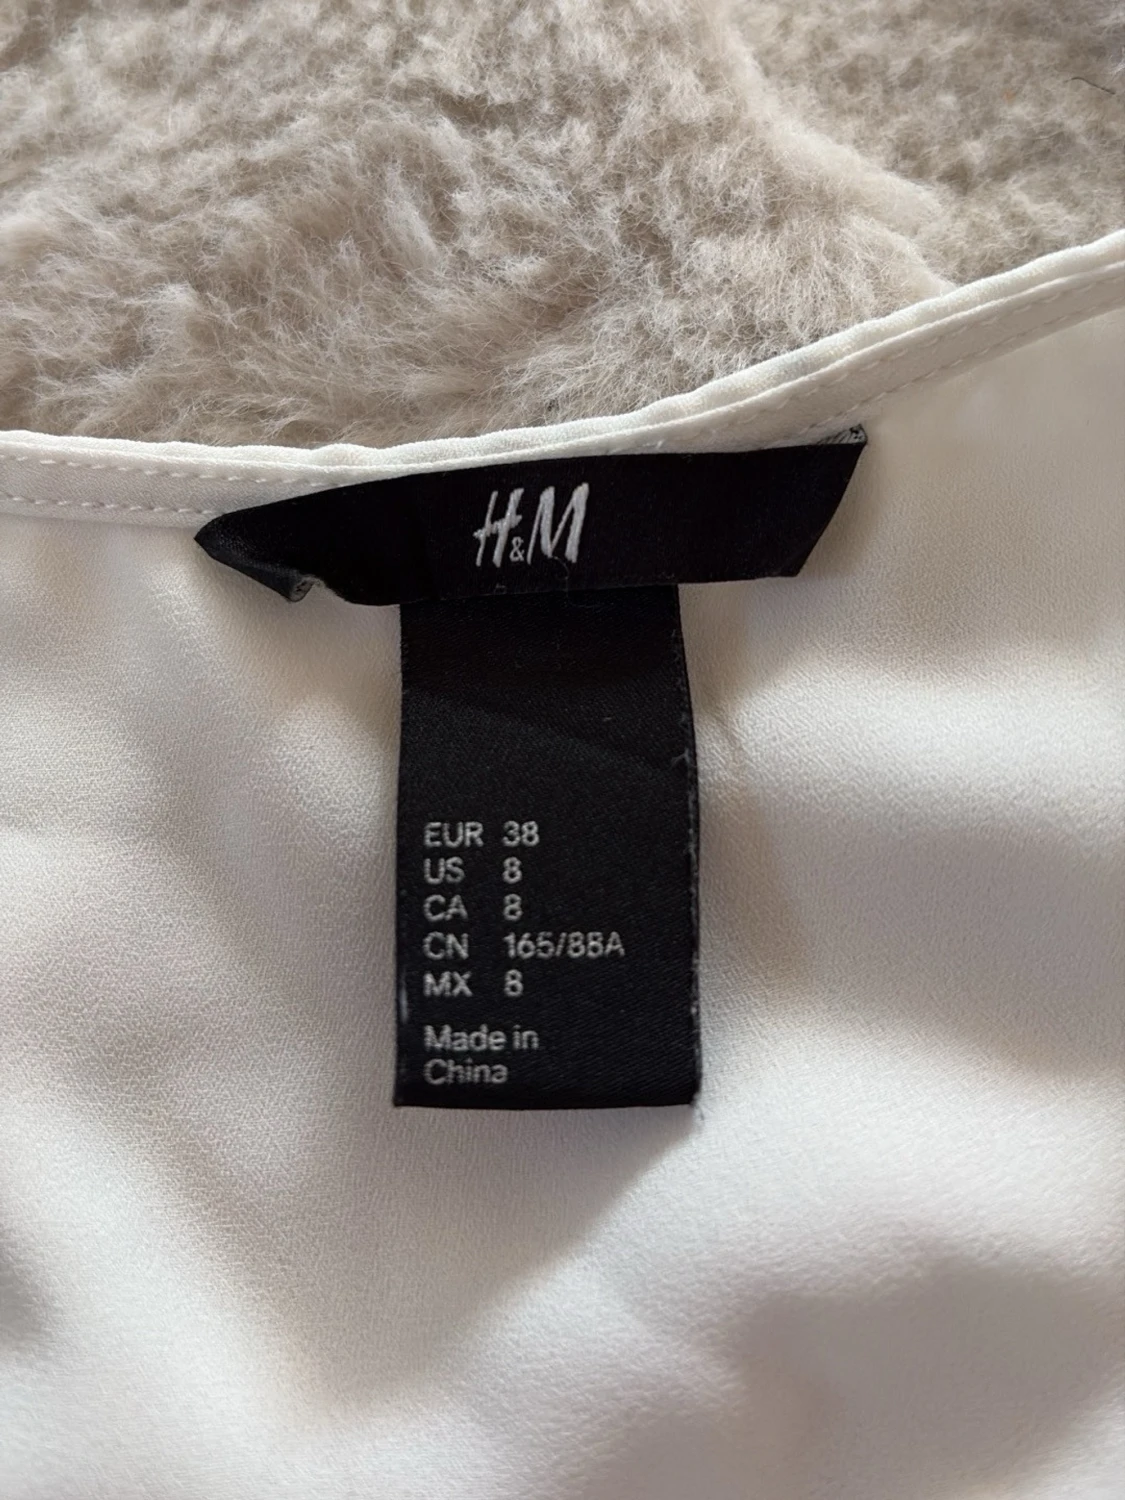 H&M
EUR 38
US 8
CA 8
CN 165/88A
MX 8
Made in
China